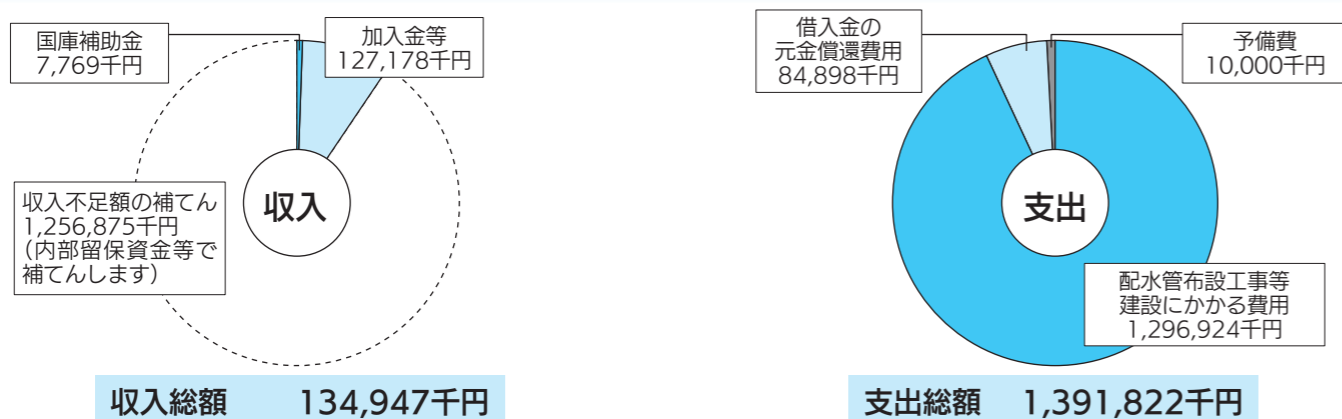 国庫補助金
7,769千円
加入金等
127,178千円
収入不足額の補てん
1,256,875千円
（内部留保資金等で
補てんします）
収入
収入総額 134,947千円
借入金の
元金償還費用
84,898千円
予備費
10,000千円
支出
配水管布設工事等
建設にかかる費用
1,296,924千円
支出総額 1,391,822千円